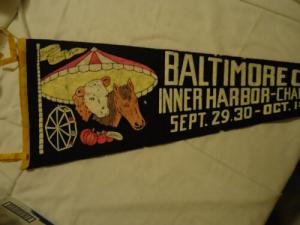 BALTIMORE C
INNER HARBOR-CHA
SEPT. 29.30-OCT. 1